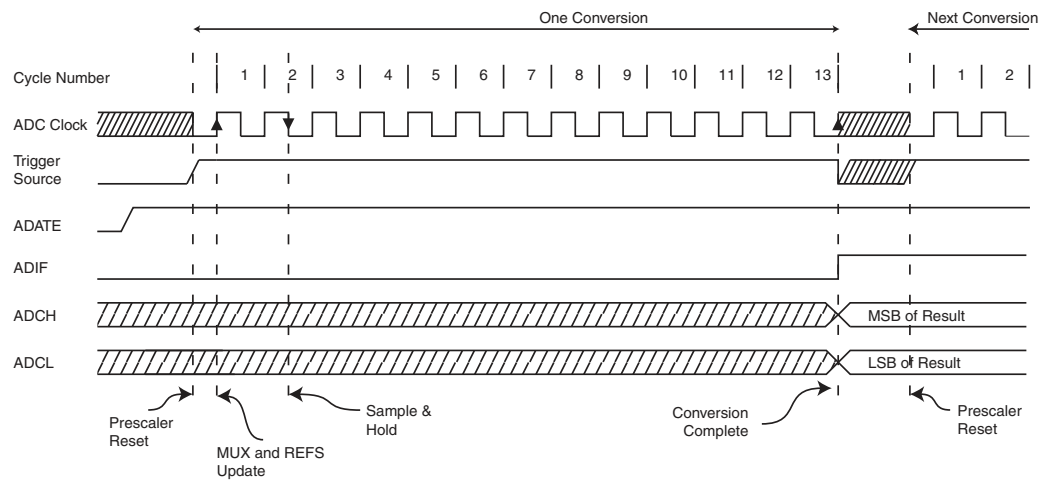 One Conversion
Next Conversion
Cycle Number
1 2 3 4 5 6 7 8 9 10 11 12 13 1 2
ADC Clock
Trigger
Source
ADATE
ADIF
ADCH
MSB of Result
ADCL
LSB of Result
Prescaler
Reset
MUX and REFS
Update
Sample &
Hold
Conversion
Complete
Prescaler
Reset